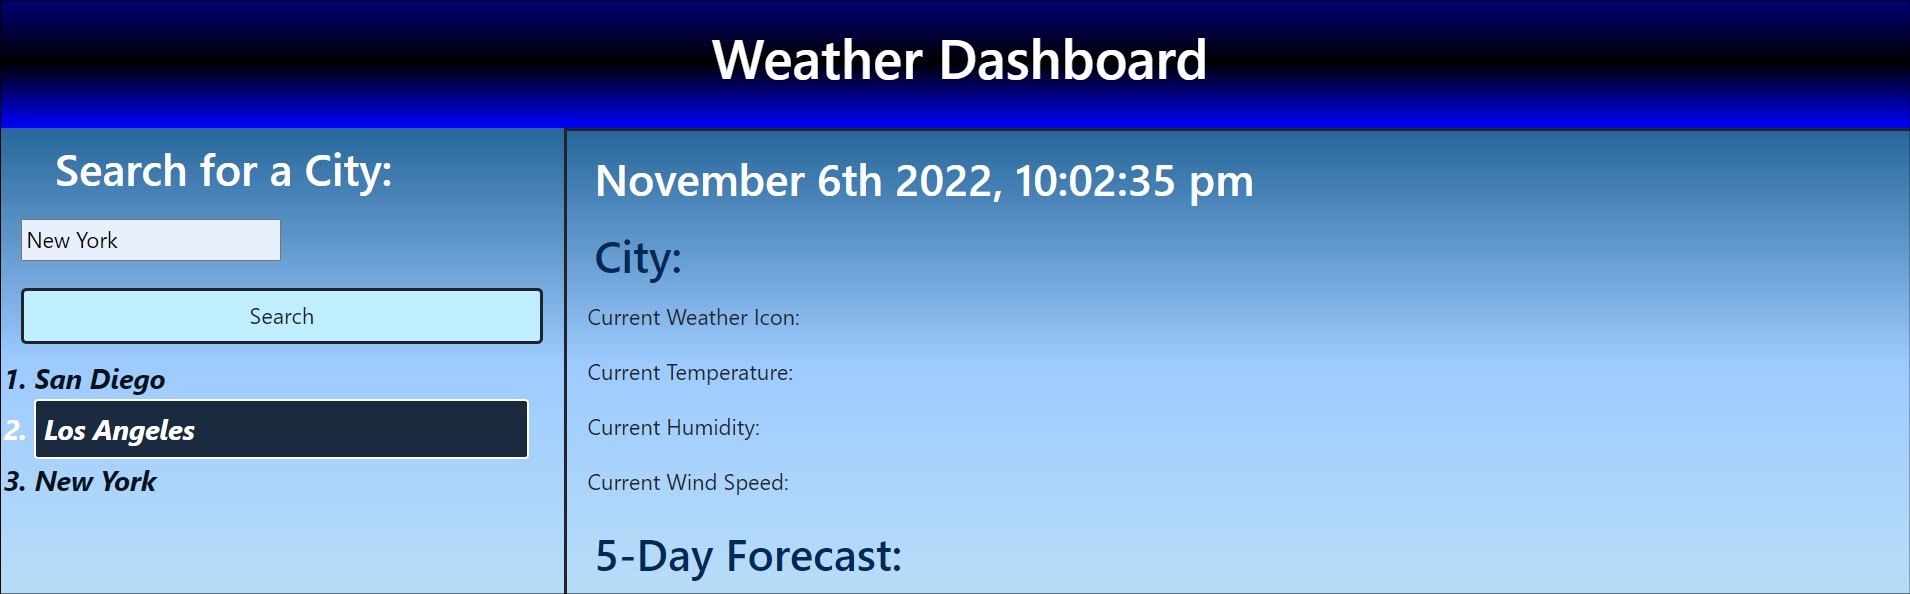 Weather Dashboard
Search for a City:
New York
Search
1. San Diego
2. Los Angeles
3. New York
November 6th 2022, 10:02:35 pm
City:
Current Weather Icon:
Current Temperature:
Current Humidity:
Current Wind Speed:
5-Day Forecast: